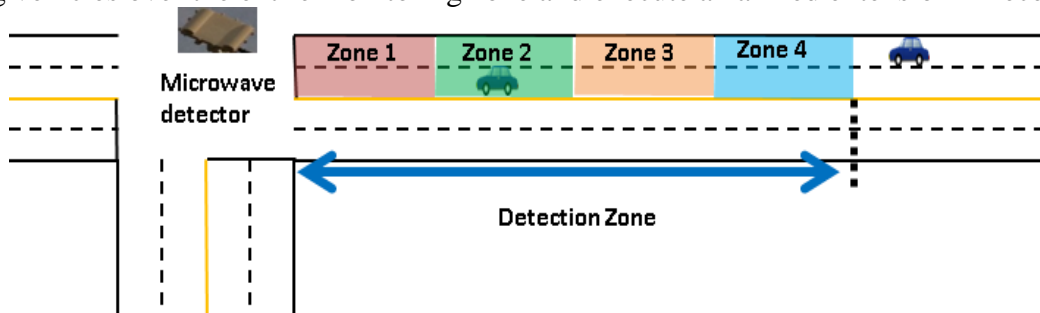 Zone 1
Zone 2
Zone 3
Zone 4
Microwave
detector
Detection Zone